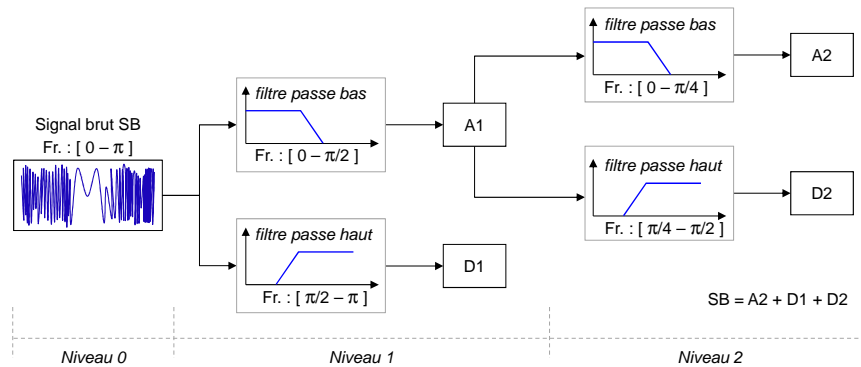 Signal brut SB
Fr. : [ 0 – π ]
filtre passe bas
Fr. : [ 0 – π/2 ]
A1
filtre passe haut
Fr. : [ π/2 – π ]
D1
filtre passe bas
Fr. : [ 0 – π/4 ]
A2
filtre passe haut
Fr. : [ π/4 – π/2 ]
D2
SB = A2 + D1 + D2
Niveau 0
Niveau 1
Niveau 2